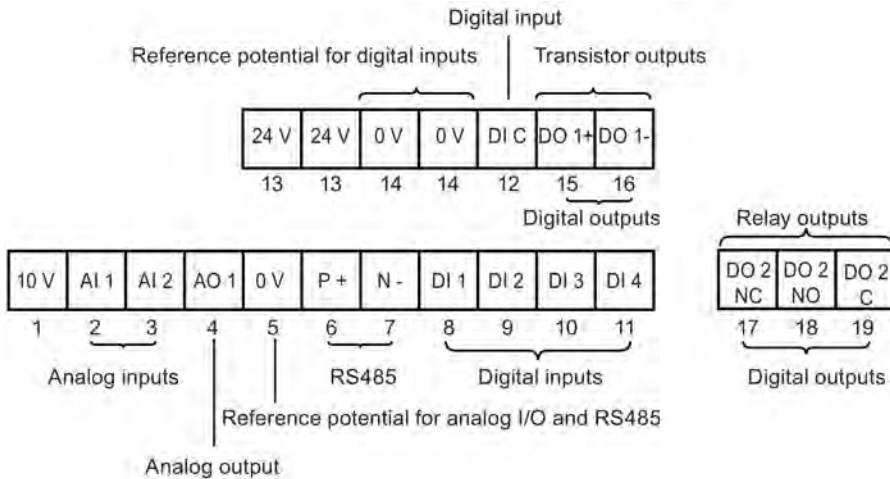 Digital input
Reference potential for digital inputs
Transistor outputs
24 V 24 V 0 V 0 V DI C DO 1+ DO 1-
13 13 14 14 12 15 16
Digital outputs
Relay outputs
10 V AI 1 AI 2 AO 1 0 V P + N - DI 1 DI 2 DI 3 DI 4
DO 2 NC DO 2 NO DO 2 C
1 2 3 4 5 6 7 8 9 10 11
17 18 19
Analog inputs
RS485
Digital inputs
Digital outputs
Reference potential for analog I/O and RS485
Analog output